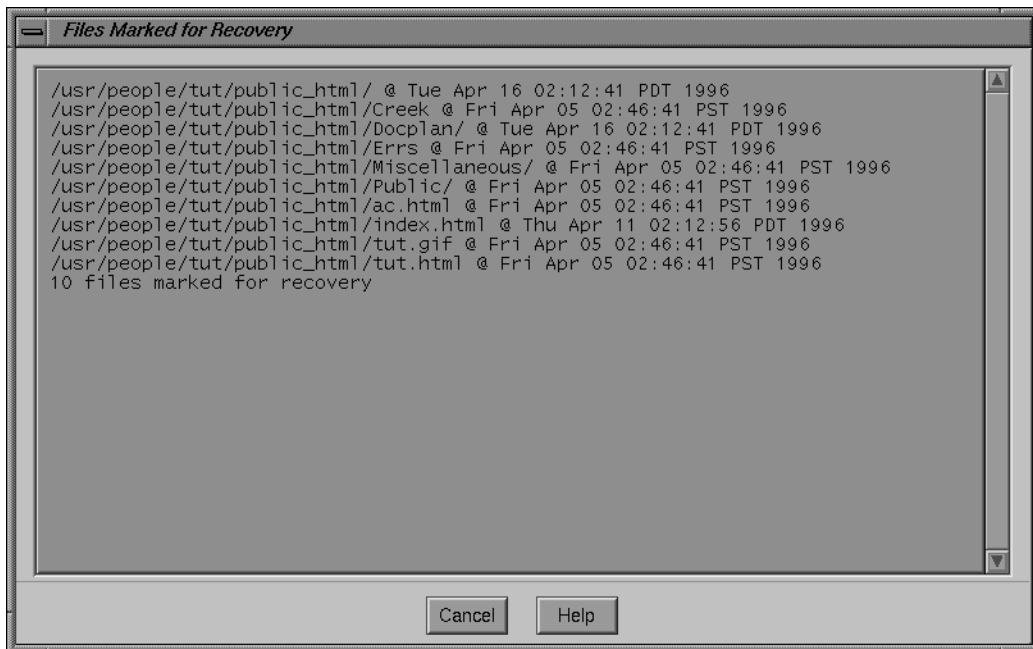 Files Marked for Recovery
/usr/people/tut/public_html/ @ Tue Apr 16 02:12:41 PDT 1996
/usr/people/tut/public_html/Creek @ Fri Apr 05 02:46:41 PST 1996
/usr/people/tut/public_html/Docplan/ @ Tue Apr 16 02:12:41 PDT 1996
/usr/people/tut/public_html/Errs @ Fri Apr 05 02:46:41 PST 1996
/usr/people/tut/public_html/Miscellaneous/ @ Fri Apr 05 02:46:41 PST 1996
/usr/people/tut/public_html/Public/ @ Fri Apr 05 02:46:41 PST 1996
/usr/people/tut/public_html/ac.html @ Fri Apr 05 02:46:41 PST 1996
/usr/people/tut/public_html/index.html @ Thu Apr 11 02:12:56 PDT 1996
/usr/people/tut/public_html/tut.gif @ Fri Apr 05 02:46:41 PST 1996
/usr/people/tut/public_html/tut.html @ Fri Apr 05 02:46:41 PST 1996
10 files marked for recovery
Cancel Help